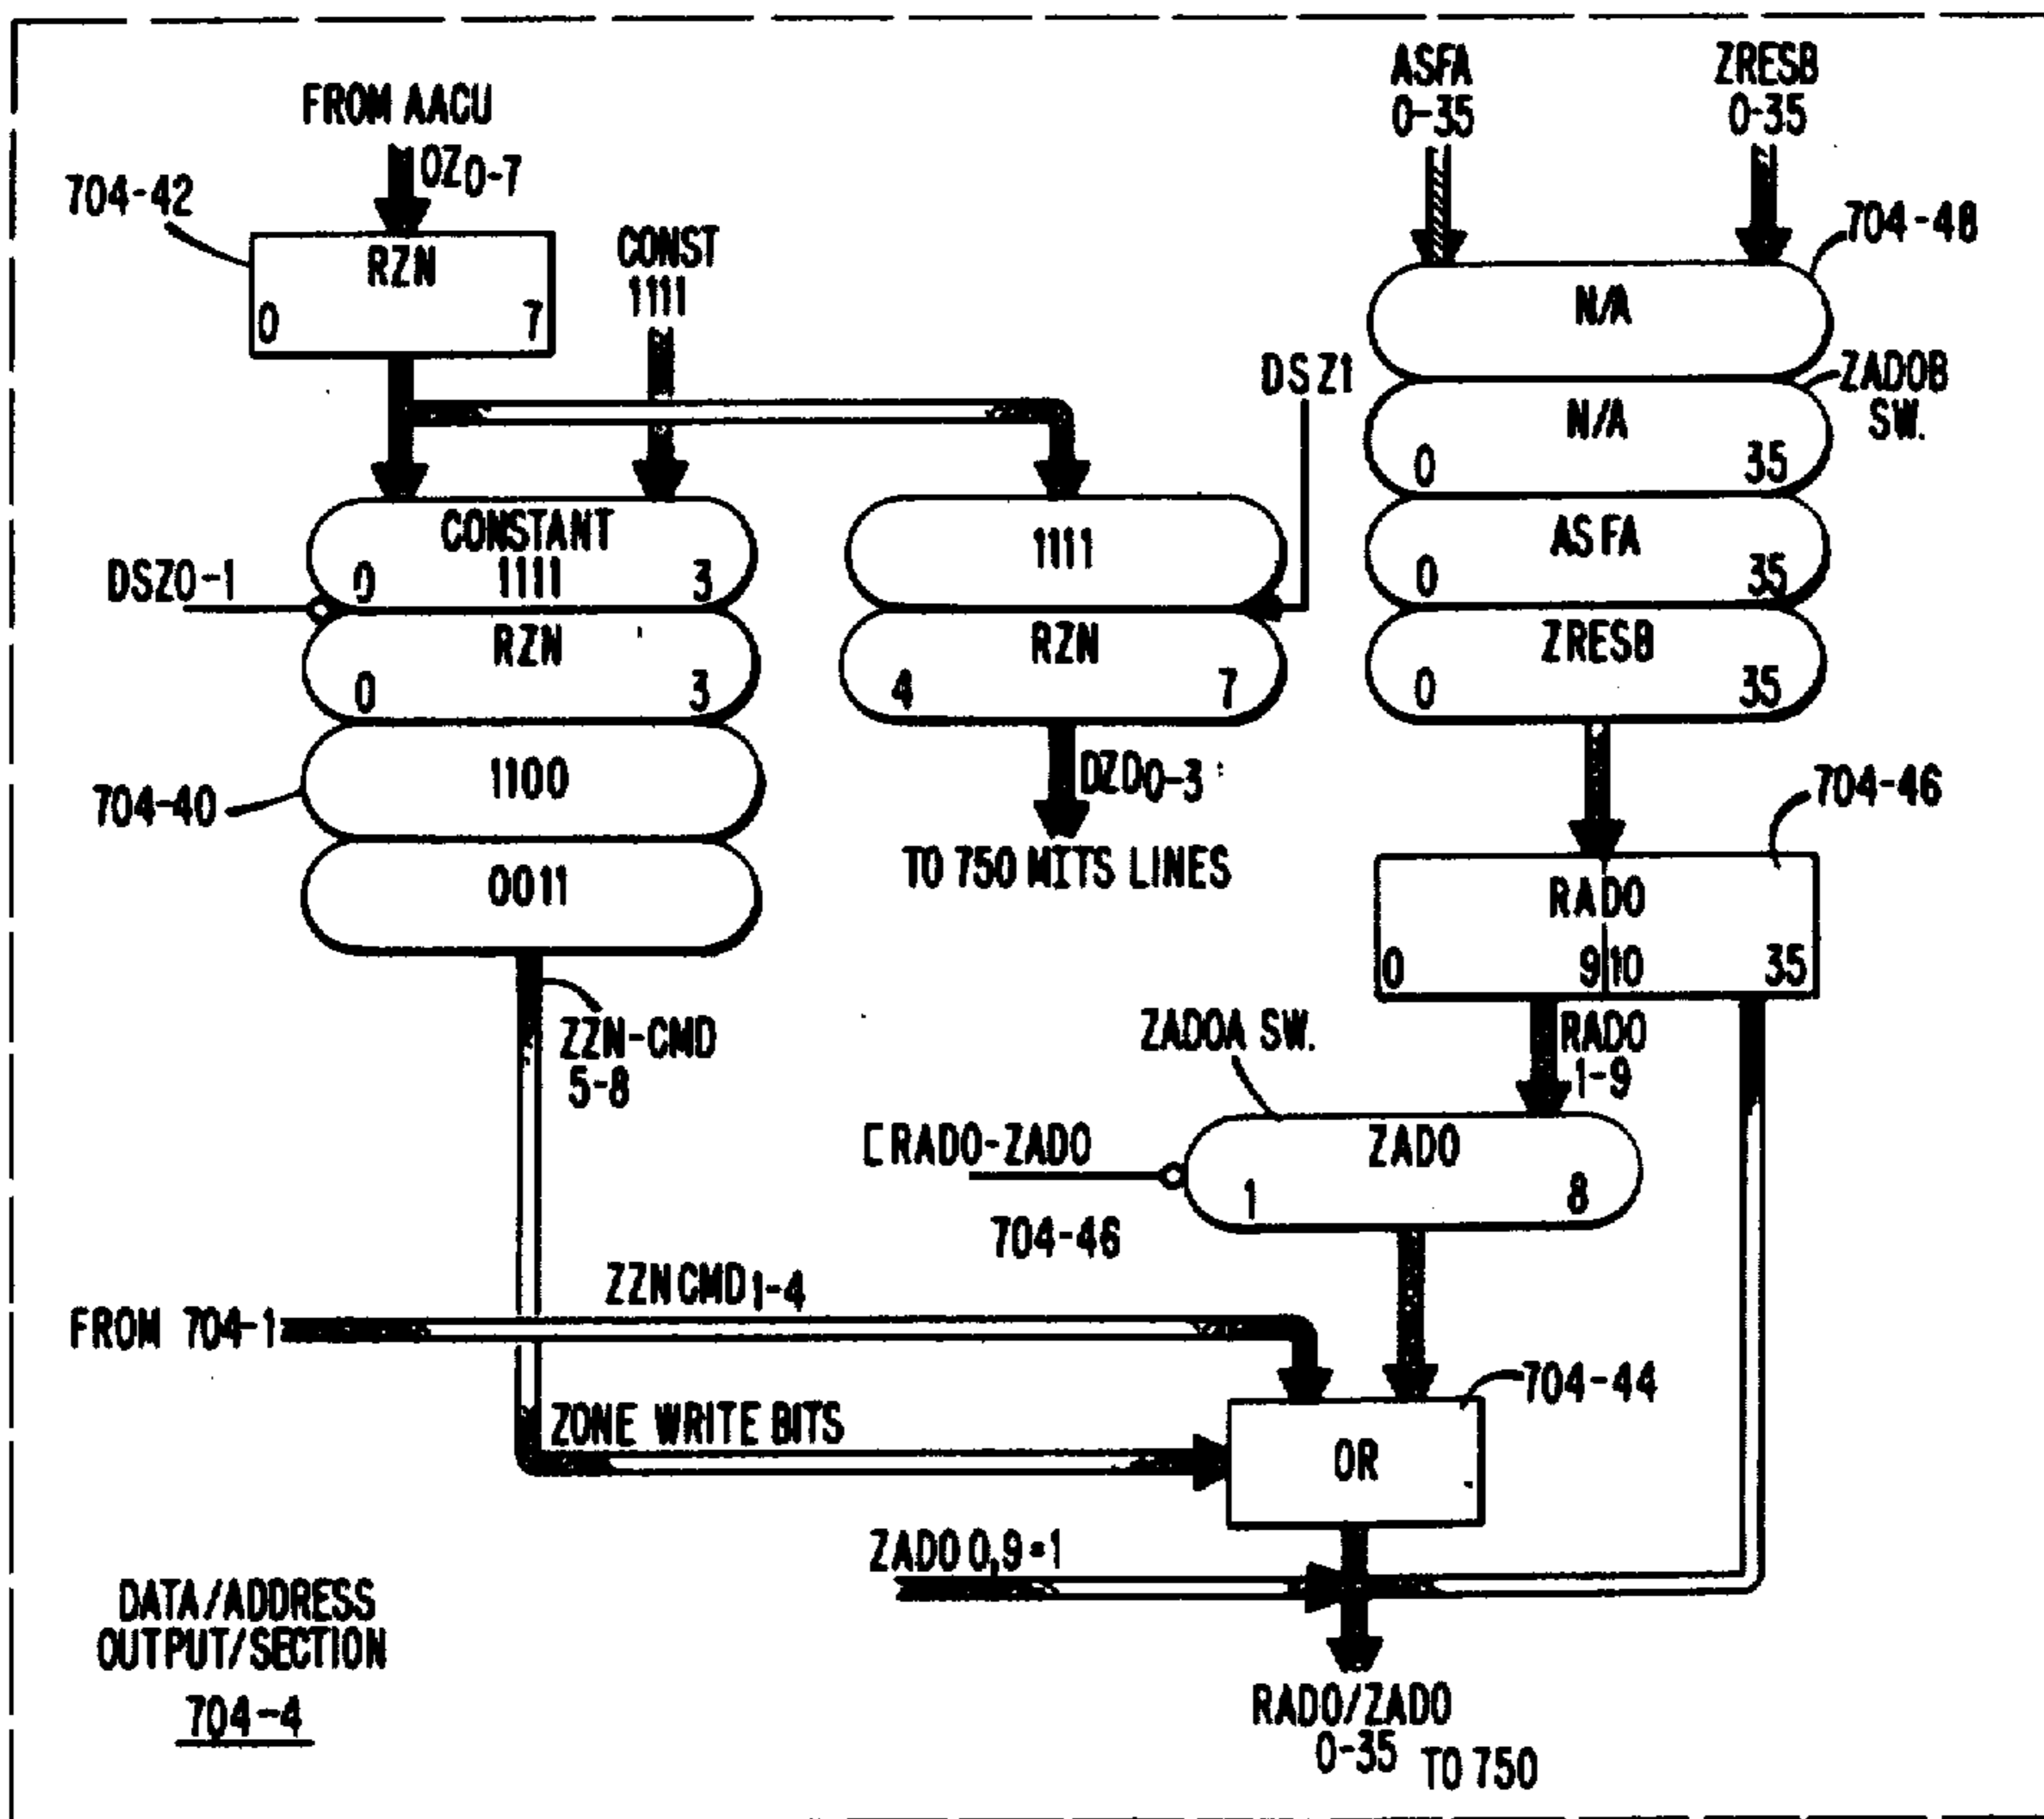 FROM AACU
OZ0-7
704-42
RZN
0 7
CONST
1111
ASFA
0-35
ZRESB
0-35
704-48
N/A
ZADOB
SW.
N/A
0 35
DSZ1
CONSTANT
1111
0 3
1111
ASFA
0 35
DSZ0-1
RZN
0 3
RZN
4 7
ZRESB
0 35
1100
704-40
DZD0-3
TO 750 MITS LINES
0011
704-46
RADO
0 9 10 35
ZZN-CMD
5-8
ZADOA SW.
RADO
1-9
[RADO-ZADO
ZADO
1 8
704-46
ZZNCMD1-4
FROM 704-1
704-44
ZONE WRITE BITS
OR
ZADO 0,9=1
DATA/ADDRESS
OUTPUT/SECTION
704-4
RADO/ZADO
0-35 TO 750